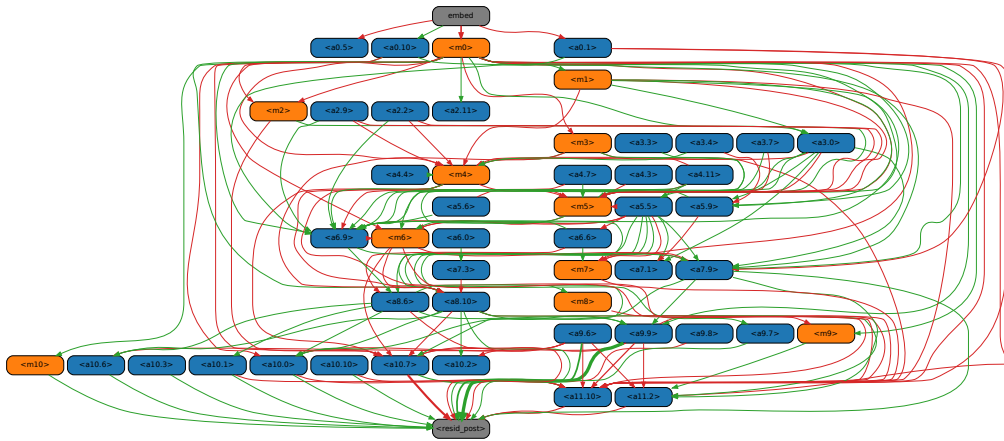 embed
<a0.5> <a0.10> <m0> <a0.1>
<m1>
<m2> <a2.9> <a2.2> <a2.11>
<m3> <a3.3> <a3.4> <a3.7> <a3.0>
<a4.4> <m4> <a4.7> <a4.3> <a4.11>
<a5.6> <m5> <a5.5> <a5.9>
<a6.9> <m6> <a6.0> <a6.6>
<a7.3> <m7> <a7.1> <a7.9>
<a8.6> <a8.10> <m8>
<a9.6> <a9.9> <a9.8> <a9.7> <m9>
<m10> <a10.6> <a10.3> <a10.1> <a10.0> <a10.10> <a10.7> <a10.2>
<a11.10> <a11.2>
<resid_post>